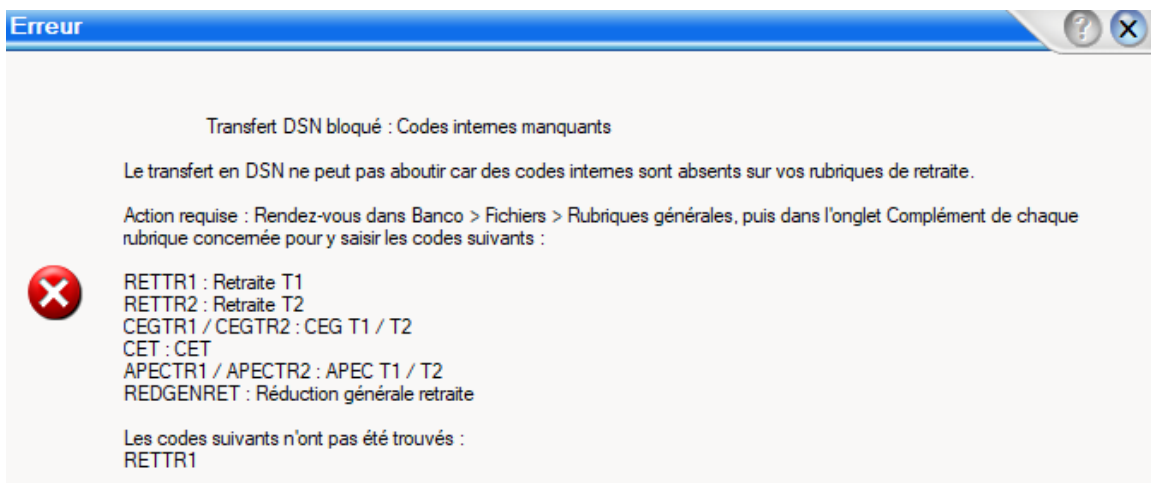 Erreur
Transfert DSN bloqué : Codes internes manquants
Le transfert en DSN ne peut pas aboutir car des codes internes sont absents sur vos rubriques de retraite.
Action requise : Rendez-vous dans Banco > Fichiers > Rubriques générales, puis dans l'onglet Complément de chaque
rubrique concernée pour y saisir les codes suivants :
RETTR1 : Retraite T1
RETTR2 : Retraite T2
CEGTR1 / CEGTR2 : CEG T1 / T2
CET : CET
APECTR1 / APECTR2 : APEC T1 / T2
REDGENRET : Réduction générale retraite
Les codes suivants n'ont pas été trouvés :
RETTR1